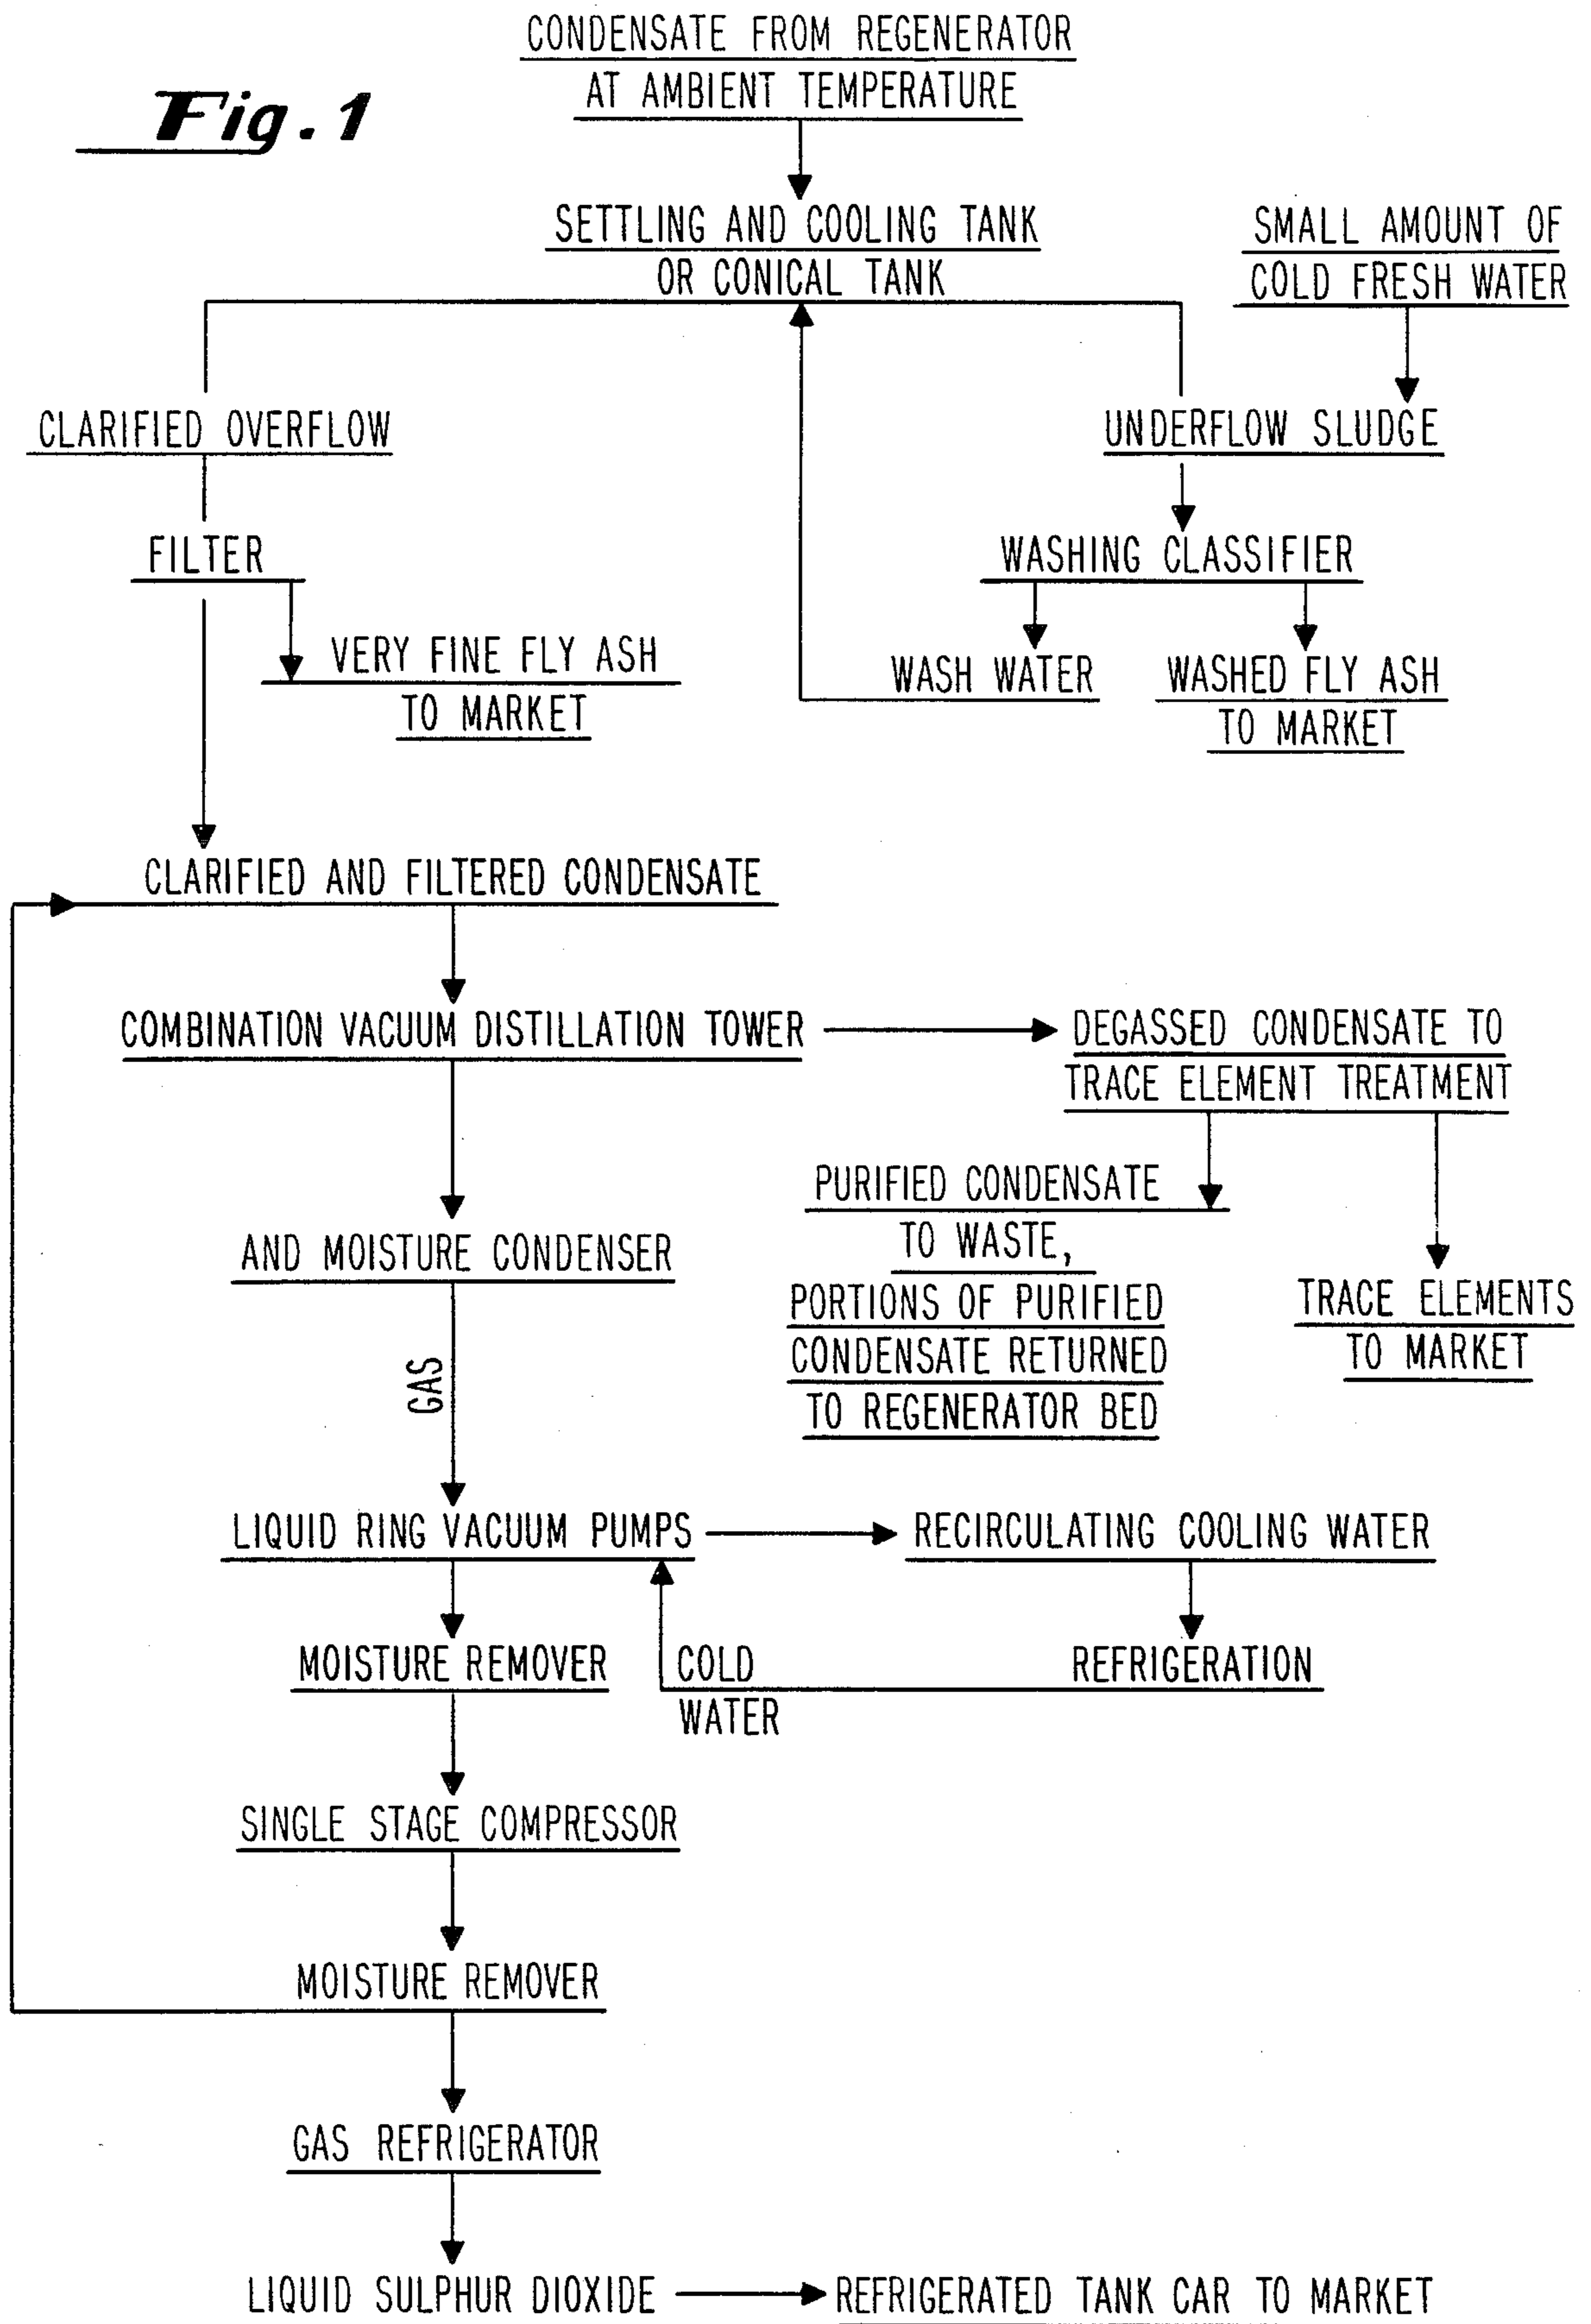 CONDENSATE FROM REGENERATOR
AT AMBIENT TEMPERATURE
Fig. 1
SETTLING AND COOLING TANK
OR CONICAL TANK
SMALL AMOUNT OF
COLD FRESH WATER
CLARIFIED OVERFLOW
UNDERFLOW SLUDGE
FILTER
WASHING CLASSIFIER
VERY FINE FLY ASH
TO MARKET
WASH WATER
WASHED FLY ASH
TO MARKET
CLARIFIED AND FILTERED CONDENSATE
COMBINATION VACUUM DISTILLATION TOWER
DEGASSED CONDENSATE TO
TRACE ELEMENT TREATMENT
PURIFIED CONDENSATE
TO WASTE,
PORTIONS OF PURIFIED
CONDENSATE RETURNED
TO REGENERATOR BED
TRACE ELEMENTS
TO MARKET
AND MOISTURE CONDENSER
GAS
LIQUID RING VACUUM PUMPS
RECIRCULATING COOLING WATER
MOISTURE REMOVER
COLD
WATER
REFRIGERATION
SINGLE STAGE COMPRESSOR
MOISTURE REMOVER
GAS REFRIGERATOR
LIQUID SULPHUR DIOXIDE
REFRIGERATED TANK CAR TO MARKET